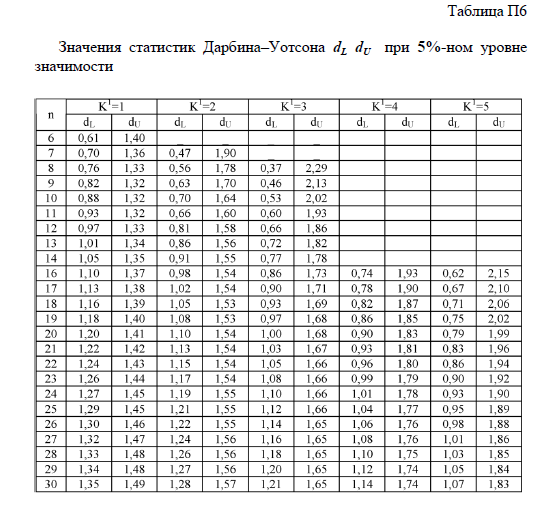 Таблица П6
Значения статистик Дарбина–Уотсона dL dU при 5%-ном уровне
значимости
n K¹=1 K¹=2 K¹=3 K¹=4 K¹=5
dL dU dL dU dL dU dL dU dL dU
6 0,61 1,40 _ _ _ _
7 0,70 1,36 0,47 1,90 _ _
8 0,76 1,33 0,56 1,78 0,37 2,29
9 0,82 1,32 0,63 1,70 0,46 2,13
10 0,88 1,32 0,70 1,64 0,53 2,02
11 0,93 1,32 0,66 1,60 0,60 1,93
12 0,97 1,33 0,81 1,58 0,66 1,86
13 1,01 1,34 0,86 1,56 0,72 1,82
14 1,05 1,35 0,91 1,55 0,77 1,78
16 1,10 1,37 0,98 1,54 0,86 1,73 0,74 1,93 0,62 2,15
17 1,13 1,38 1,02 1,54 0,90 1,71 0,78 1,90 0,67 2,10
18 1,16 1,39 1,05 1,53 0,93 1,69 0,82 1,87 0,71 2,06
19 1,18 1,40 1,08 1,53 0,97 1,68 0,86 1,85 0,75 2,02
20 1,20 1,41 1,10 1,54 1,00 1,68 0,90 1,83 0,79 1,99
21 1,22 1,42 1,13 1,54 1,03 1,67 0,93 1,81 0,83 1,96
22 1,24 1,43 1,15 1,54 1,05 1,66 0,96 1,80 0,86 1,94
23 1,26 1,44 1,17 1,54 1,08 1,66 0,99 1,79 0,90 1,92
24 1,27 1,45 1,19 1,55 1,10 1,66 1,01 1,78 0,93 1,90
25 1,29 1,45 1,21 1,55 1,12 1,66 1,04 1,77 0,95 1,89
26 1,30 1,46 1,22 1,55 1,14 1,65 1,06 1,76 0,98 1,88
27 1,32 1,47 1,24 1,56 1,16 1,65 1,08 1,76 1,01 1,86
28 1,33 1,48 1,26 1,56 1,18 1,65 1,10 1,75 1,03 1,85
29 1,34 1,48 1,27 1,56 1,20 1,65 1,12 1,74 1,05 1,84
30 1,35 1,49 1,28 1,57 1,21 1,65 1,14 1,74 1,07 1,83